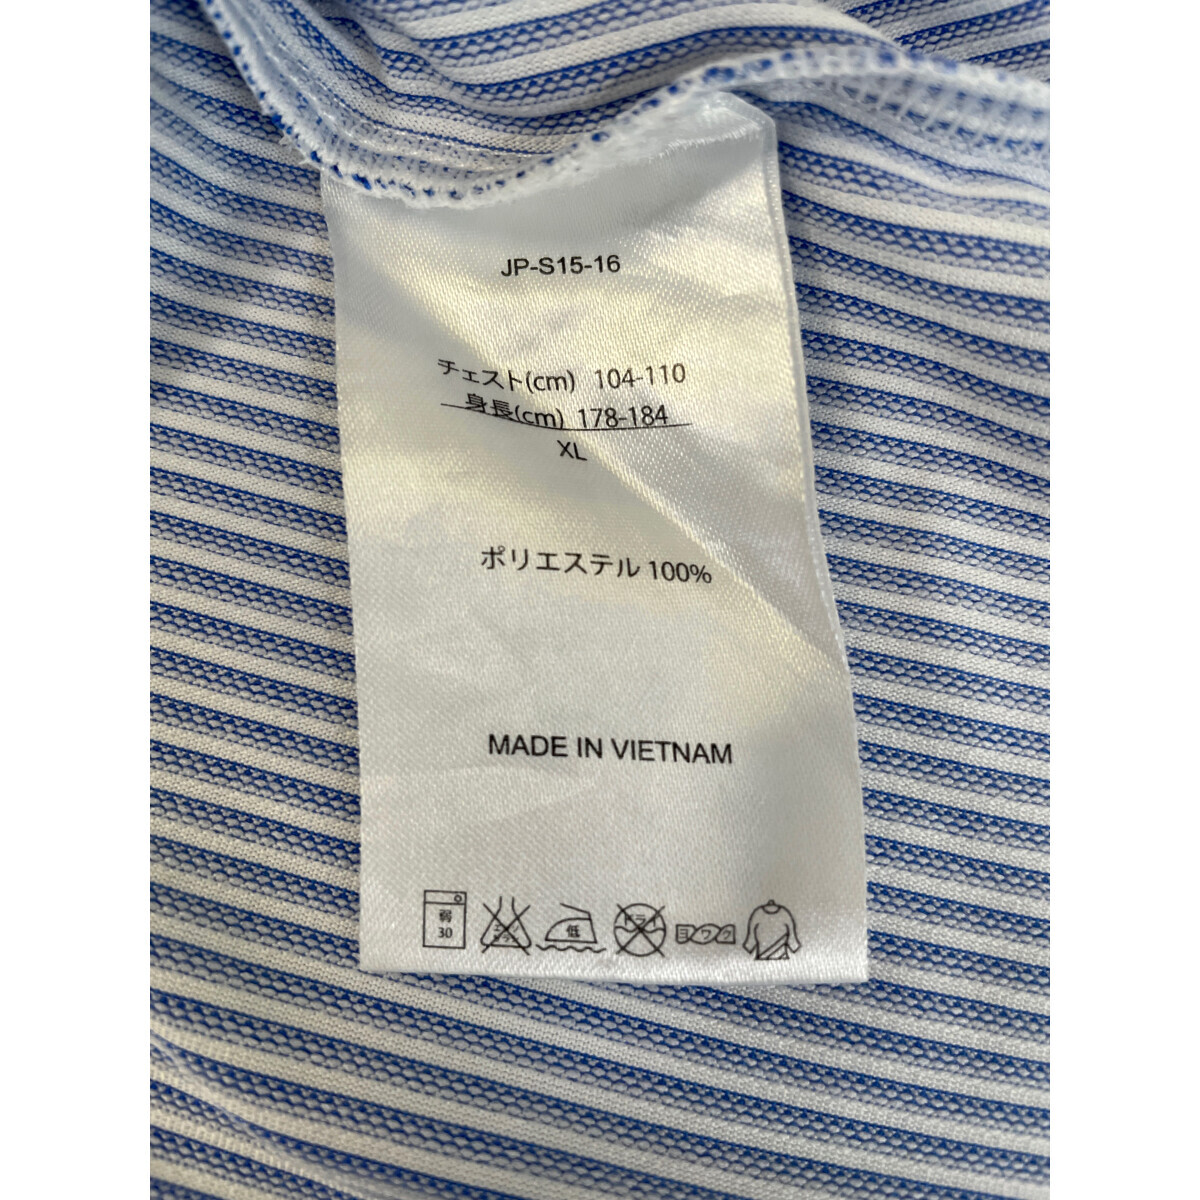 JP-S15-16
チェスト(cm) 104-110
身長(cm) 178-184
XL
ポリエステル 100%
MADE IN VIETNAM
弱
30
低
ドライ
ヨワク